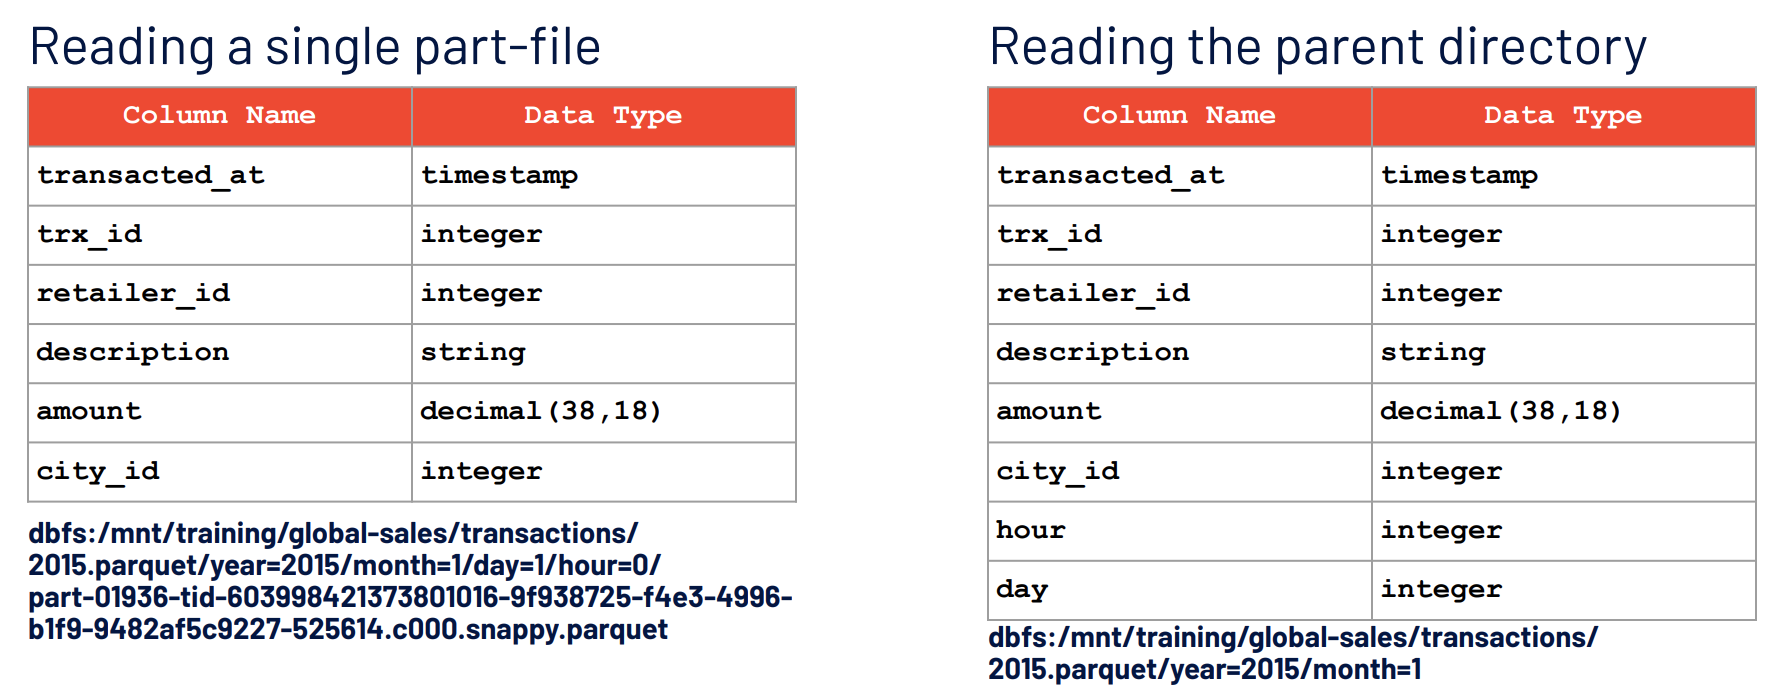 Reading a single part-file
Column Name Data Type
transacted_at timestamp
trx_id integer
retailer_id integer
description string
amount decimal(38,18)
city_id integer
dbfs:/mnt/training/global-sales/transactions/
2015.parquet/year=2015/month=1/day=1/hour=0/
part-01936-tid-603998421373801016-9f938725-f4e3-4996-
b1f9-9482af5c9227-525614.c000.snappy.parquet
Reading the parent directory
Column Name Data Type
transacted_at timestamp
trx_id integer
retailer_id integer
description string
amount decimal(38,18)
city_id integer
hour integer
day integer
dbfs:/mnt/training/global-sales/transactions/
2015.parquet/year=2015/month=1